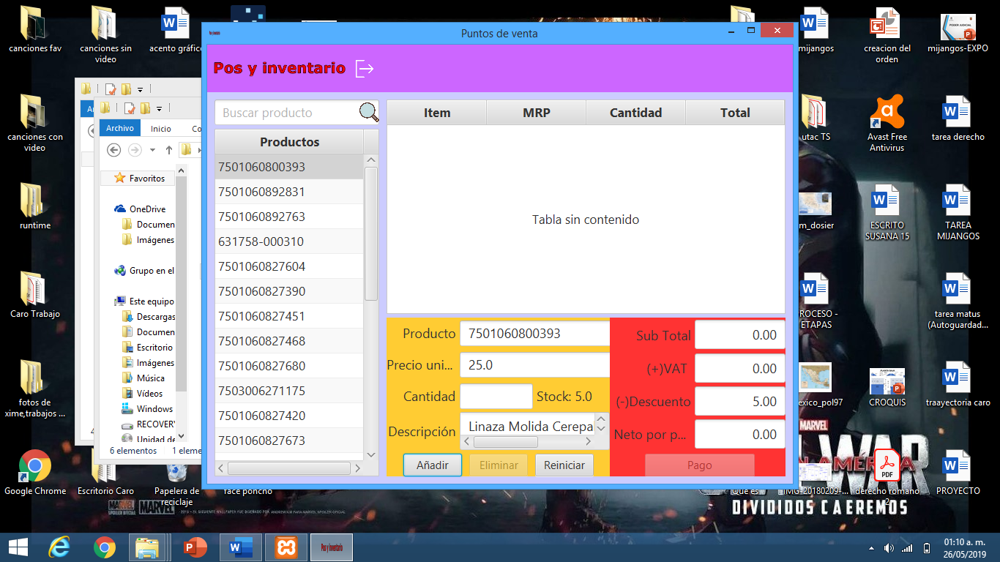 canciones fav
canciones sin
video
acento gráfico
mijangos
creacion del
orden
mijangos-EXPO
canciones con
video
utac TS
Avast Free
Antivirus
tarea derecho
runtime
m_dosier
ESCRITO
SUSANA 15
TAREA
MIJANGOS
Caro Trabajo
ROCESO -
ETAPAS
tarea matus
(Autoguardad...
fotos de
xime,trabajos ...
exico_pol97
CROQUIS
traayectoria caro
Google Chrome
Escritorio Caro
Papelera de
reciclaje
face poncho
¿Que es
IMG-20180209-...
derecho romano
2
PROYECTO
Archivo
Inicio
Co
Favoritos
OneDrive
Documen
Imágenes
Grupo en el
Este equipo
Descargas
Documen
Escritorio
Imágenes
Música
Vídeos
Windows
RECOVERY
Unidad de
6 elementos
1 eleme
Puntos de venta
Pos y inventario
Buscar producto
Productos
7501060800393
7501060892831
7501060892763
631758-000310
7501060827604
7501060827390
7501060827451
7501060827468
7501060827680
7503006271175
7501060827420
7501060827673
Item MRP Cantidad Total
Tabla sin contenido
Producto 7501060800393
Precio uni... 25.0
Cantidad Stock: 5.0
Descripción Linaza Molida Cerepa
Añadir Eliminar Reiniciar
Sub Total 0.00
(+)VAT 0.00
(-)Descuento 5.00
Neto por p... 0.00
Pago
MARVEL
WAR
DIVIDIDOS CAEREMOS
MARVEL
PDF
Pos y inventario
01:10 a. m.
26/05/2019